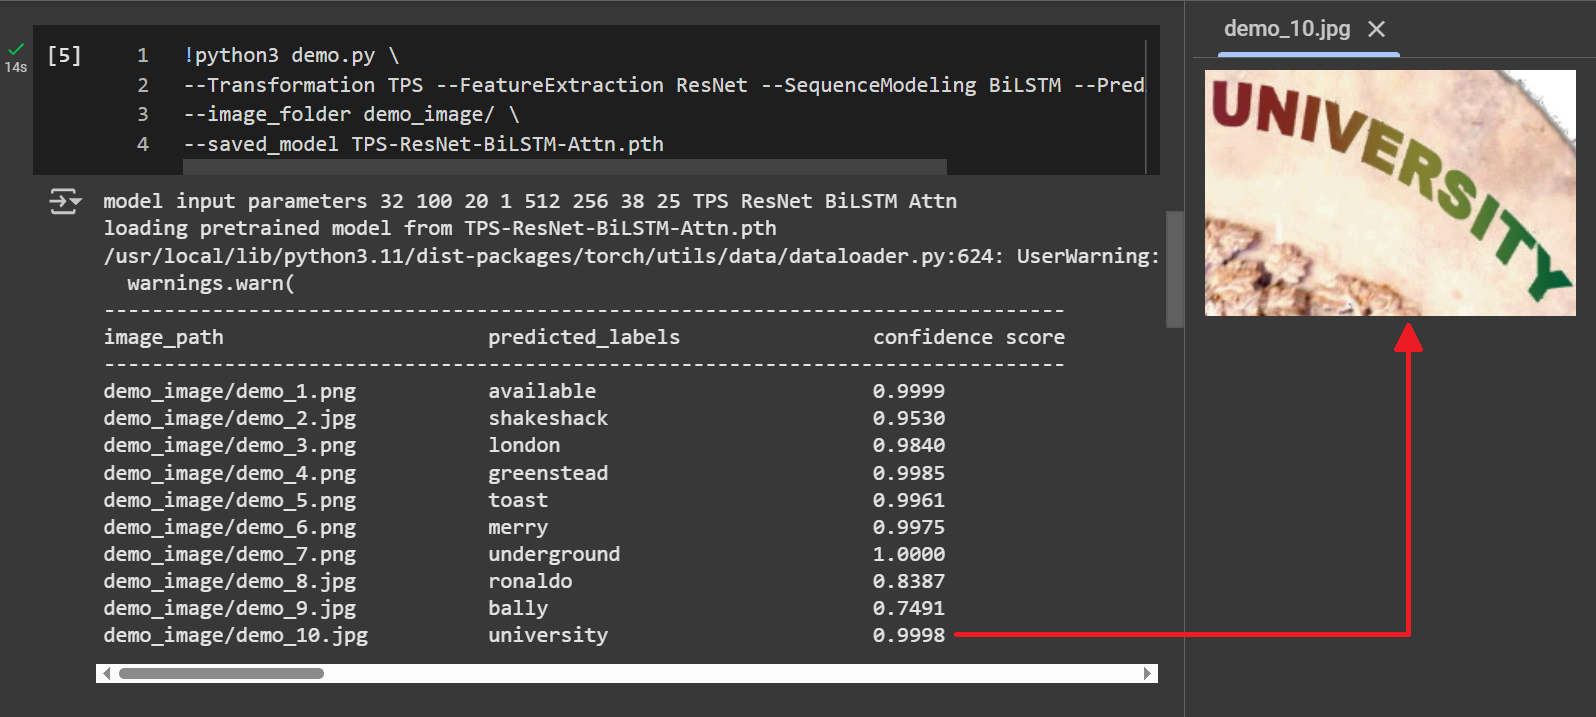 14s
[5]
1 !python3 demo.py \
2 --Transformation TPS --FeatureExtraction ResNet --SequenceModeling BiLSTM --Pred
3 --image_folder demo_image/ \
4 --saved_model TPS-ResNet-BiLSTM-Attn.pth
model input parameters 32 100 20 1 512 256 38 25 TPS ResNet BiLSTM Attn
loading pretrained model from TPS-ResNet-BiLSTM-Attn.pth
/usr/local/lib/python3.11/dist-packages/torch/utils/data/dataloader.py:624: UserWarning:
warnings.warn(
--------------------------------------------------------------------------------
image_path predicted_labels confidence score
--------------------------------------------------------------------------------
demo_image/demo_1.png available 0.9999
demo_image/demo_2.jpg shakeshack 0.9530
demo_image/demo_3.png london 0.9840
demo_image/demo_4.png greenstead 0.9985
demo_image/demo_5.png toast 0.9961
demo_image/demo_6.png merry 0.9975
demo_image/demo_7.png underground 1.0000
demo_image/demo_8.jpg ronaldo 0.8387
demo_image/demo_9.jpg bally 0.7491
demo_image/demo_10.jpg university 0.9998
demo_10.jpg
UNIVERSITY